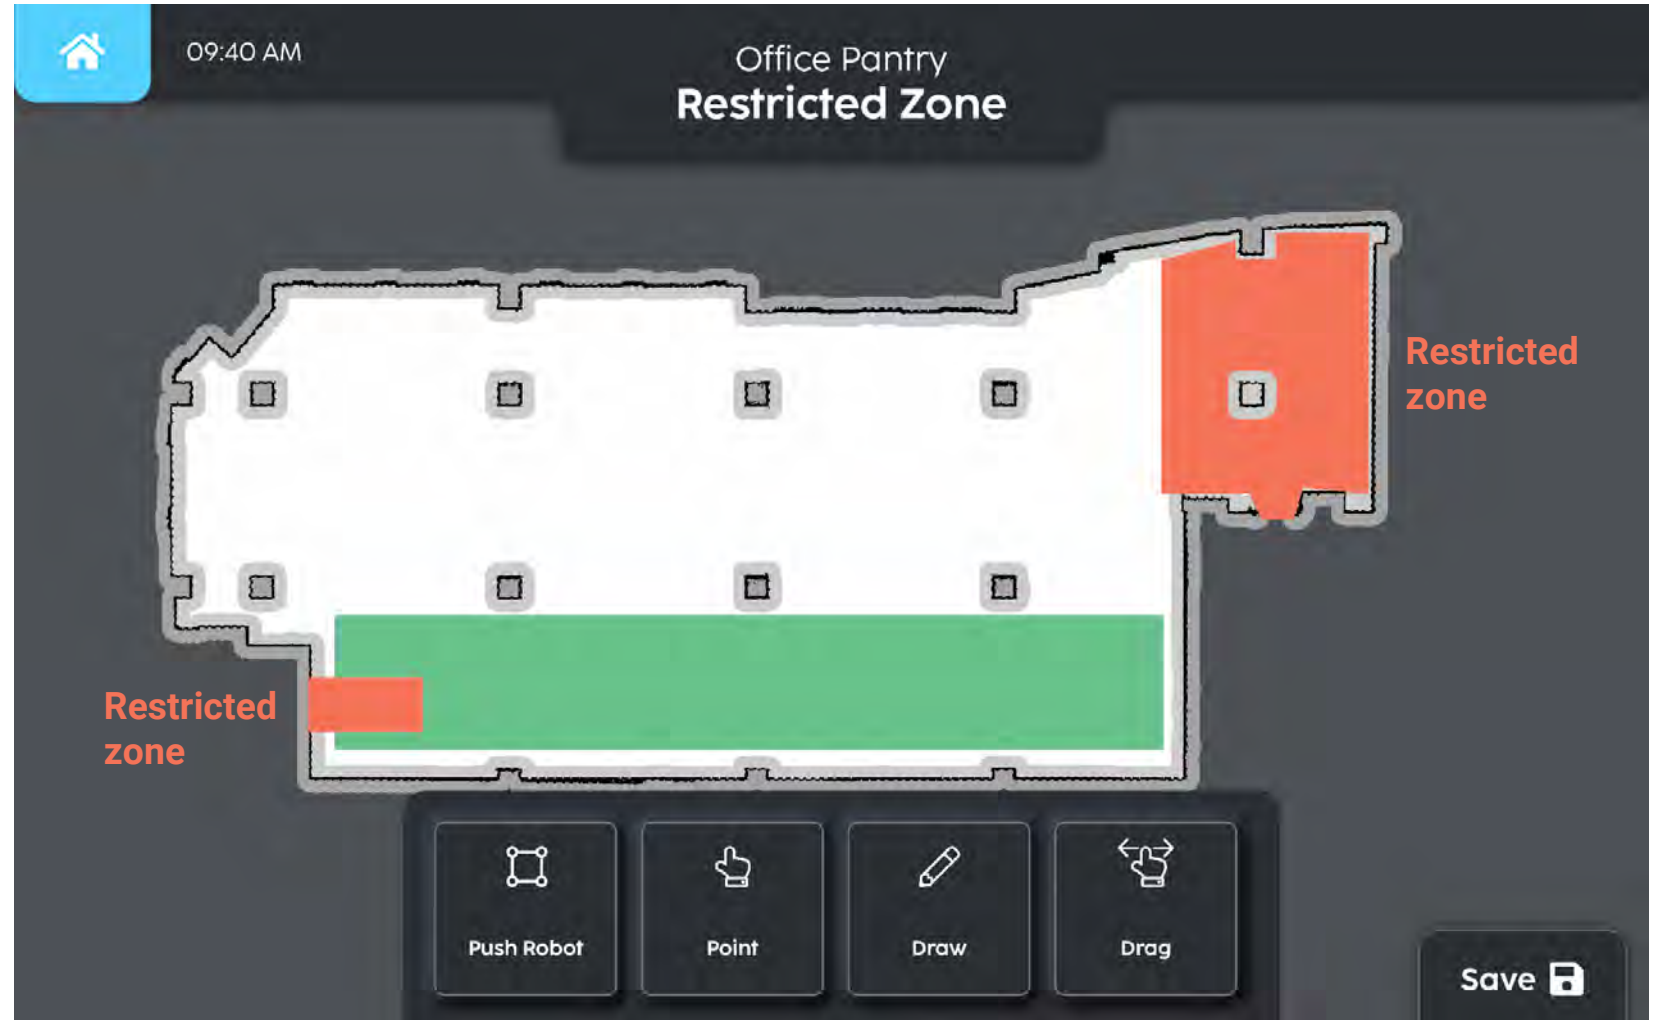 09:40 AM
Office Pantry
Restricted Zone
Restricted
zone
Restricted
zone
Push Robot
Point
Draw
Drag
Save